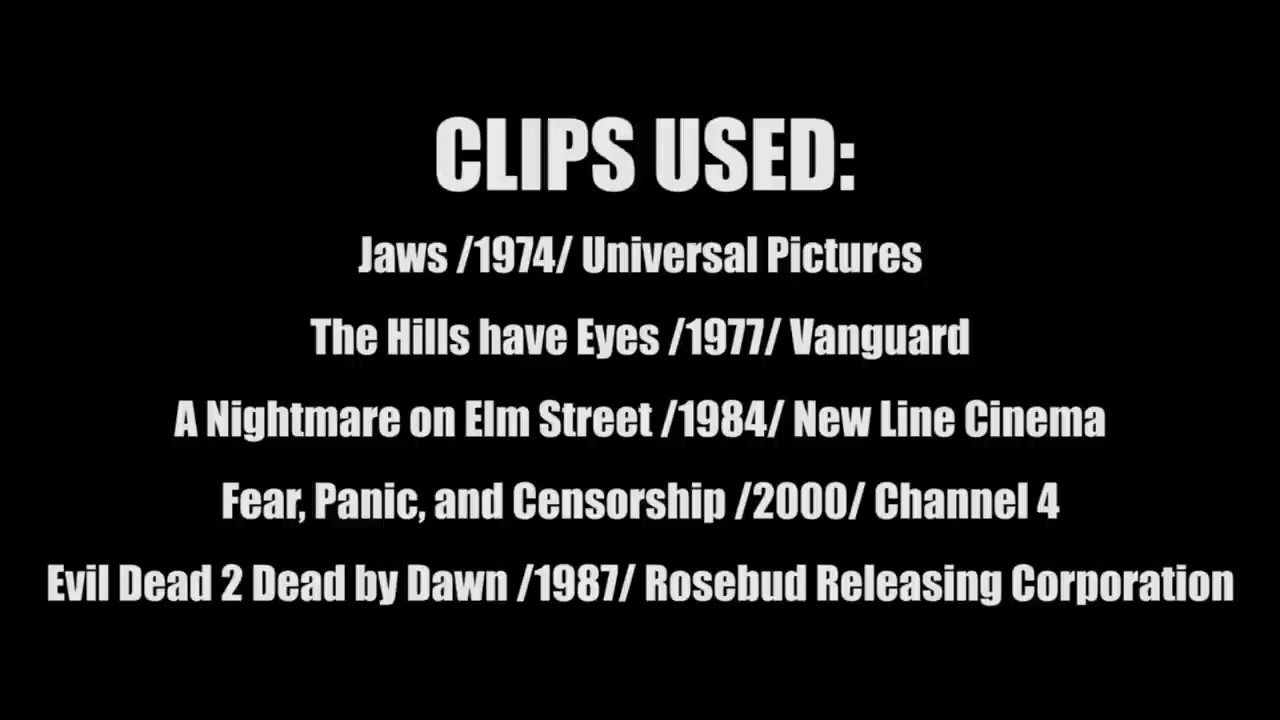 CLIPS USED:
Jaws /1974/ Universal Pictures
The Hills have Eyes /1977/ Vanguard
A Nightmare on Elm Street /1984/ New Line Cinema
Fear, Panic, and Censorship /2000/ Channel 4
Evil Dead 2 Dead by Dawn /1987/ Rosebud Releasing Corporation